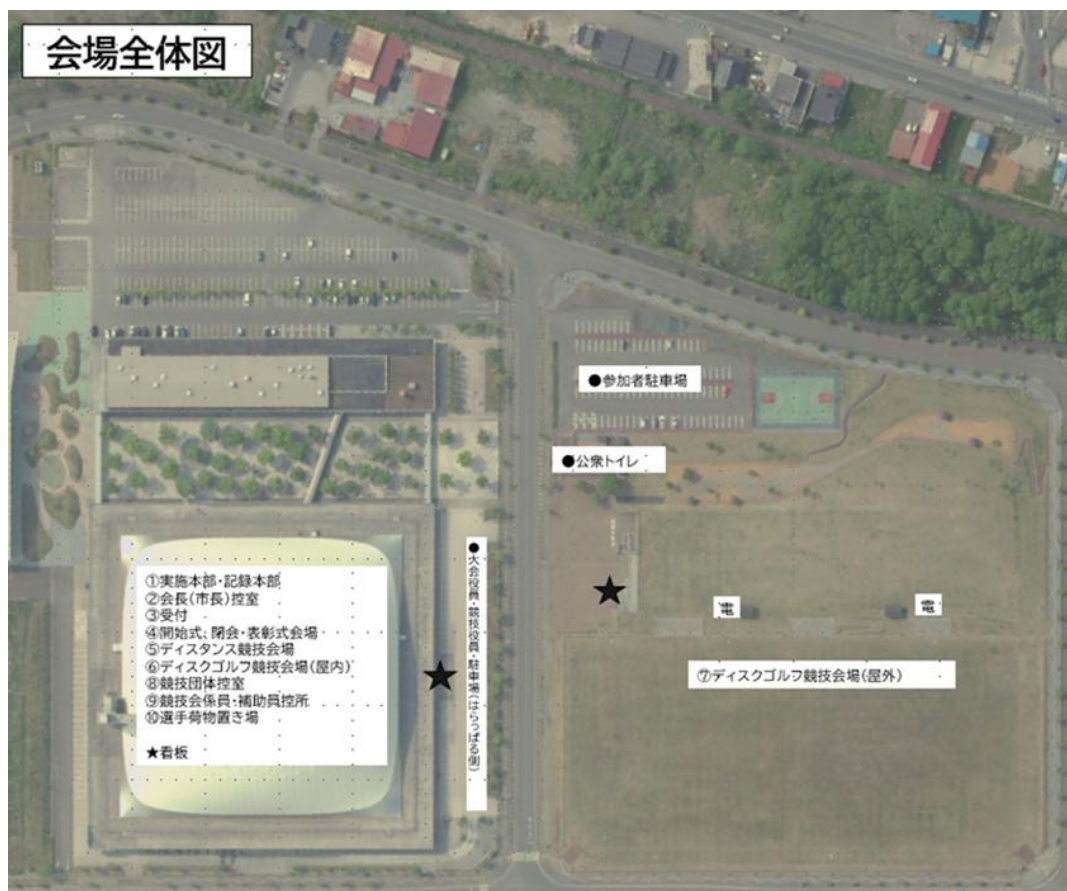 会場全体図
●参加者駐車場
●公衆トイレ
①実施本部・記録本部
②会長(市長)控室
③受付
④開始式、閉会・表彰式会場
⑤ディスタンス競技会場
⑥ディスクゴルフ競技会場(屋内)
⑧競技団体控室
⑨競技会係員・補助員控所
⑩選手荷物置き場
★看板
●大会役員・競技役員・駐車場(はらっぱる側)
電
電
⑦ディスクゴルフ競技会場(屋外)